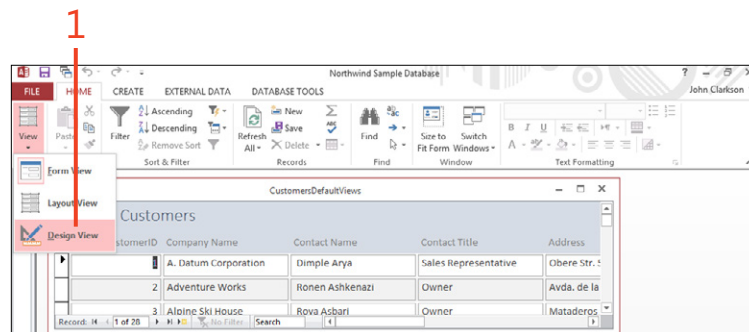 1
Northwind Sample Database
FILE HOME CREATE EXTERNAL DATA DATABASE TOOLS John Clarkson
View Paste Filter Ascending Descending Remove Sort Refresh All New Save Delete Find Size to Fit Form Switch Windows
Sort & Filter Records Find Window Text Formatting
Form View
Layout View
Design View
CustomersDefaultViews
Customers
Company Name Contact Name Contact Title Address
A. Datum Corporation Dimple Arya Sales Representative Obere Str.
2 Adventure Works Ronen Ashkenazi Owner Avda. de la
3 Alpine Ski House Roya Asbari Owner Mataderos
Record: 1 of 28 No Filter Search